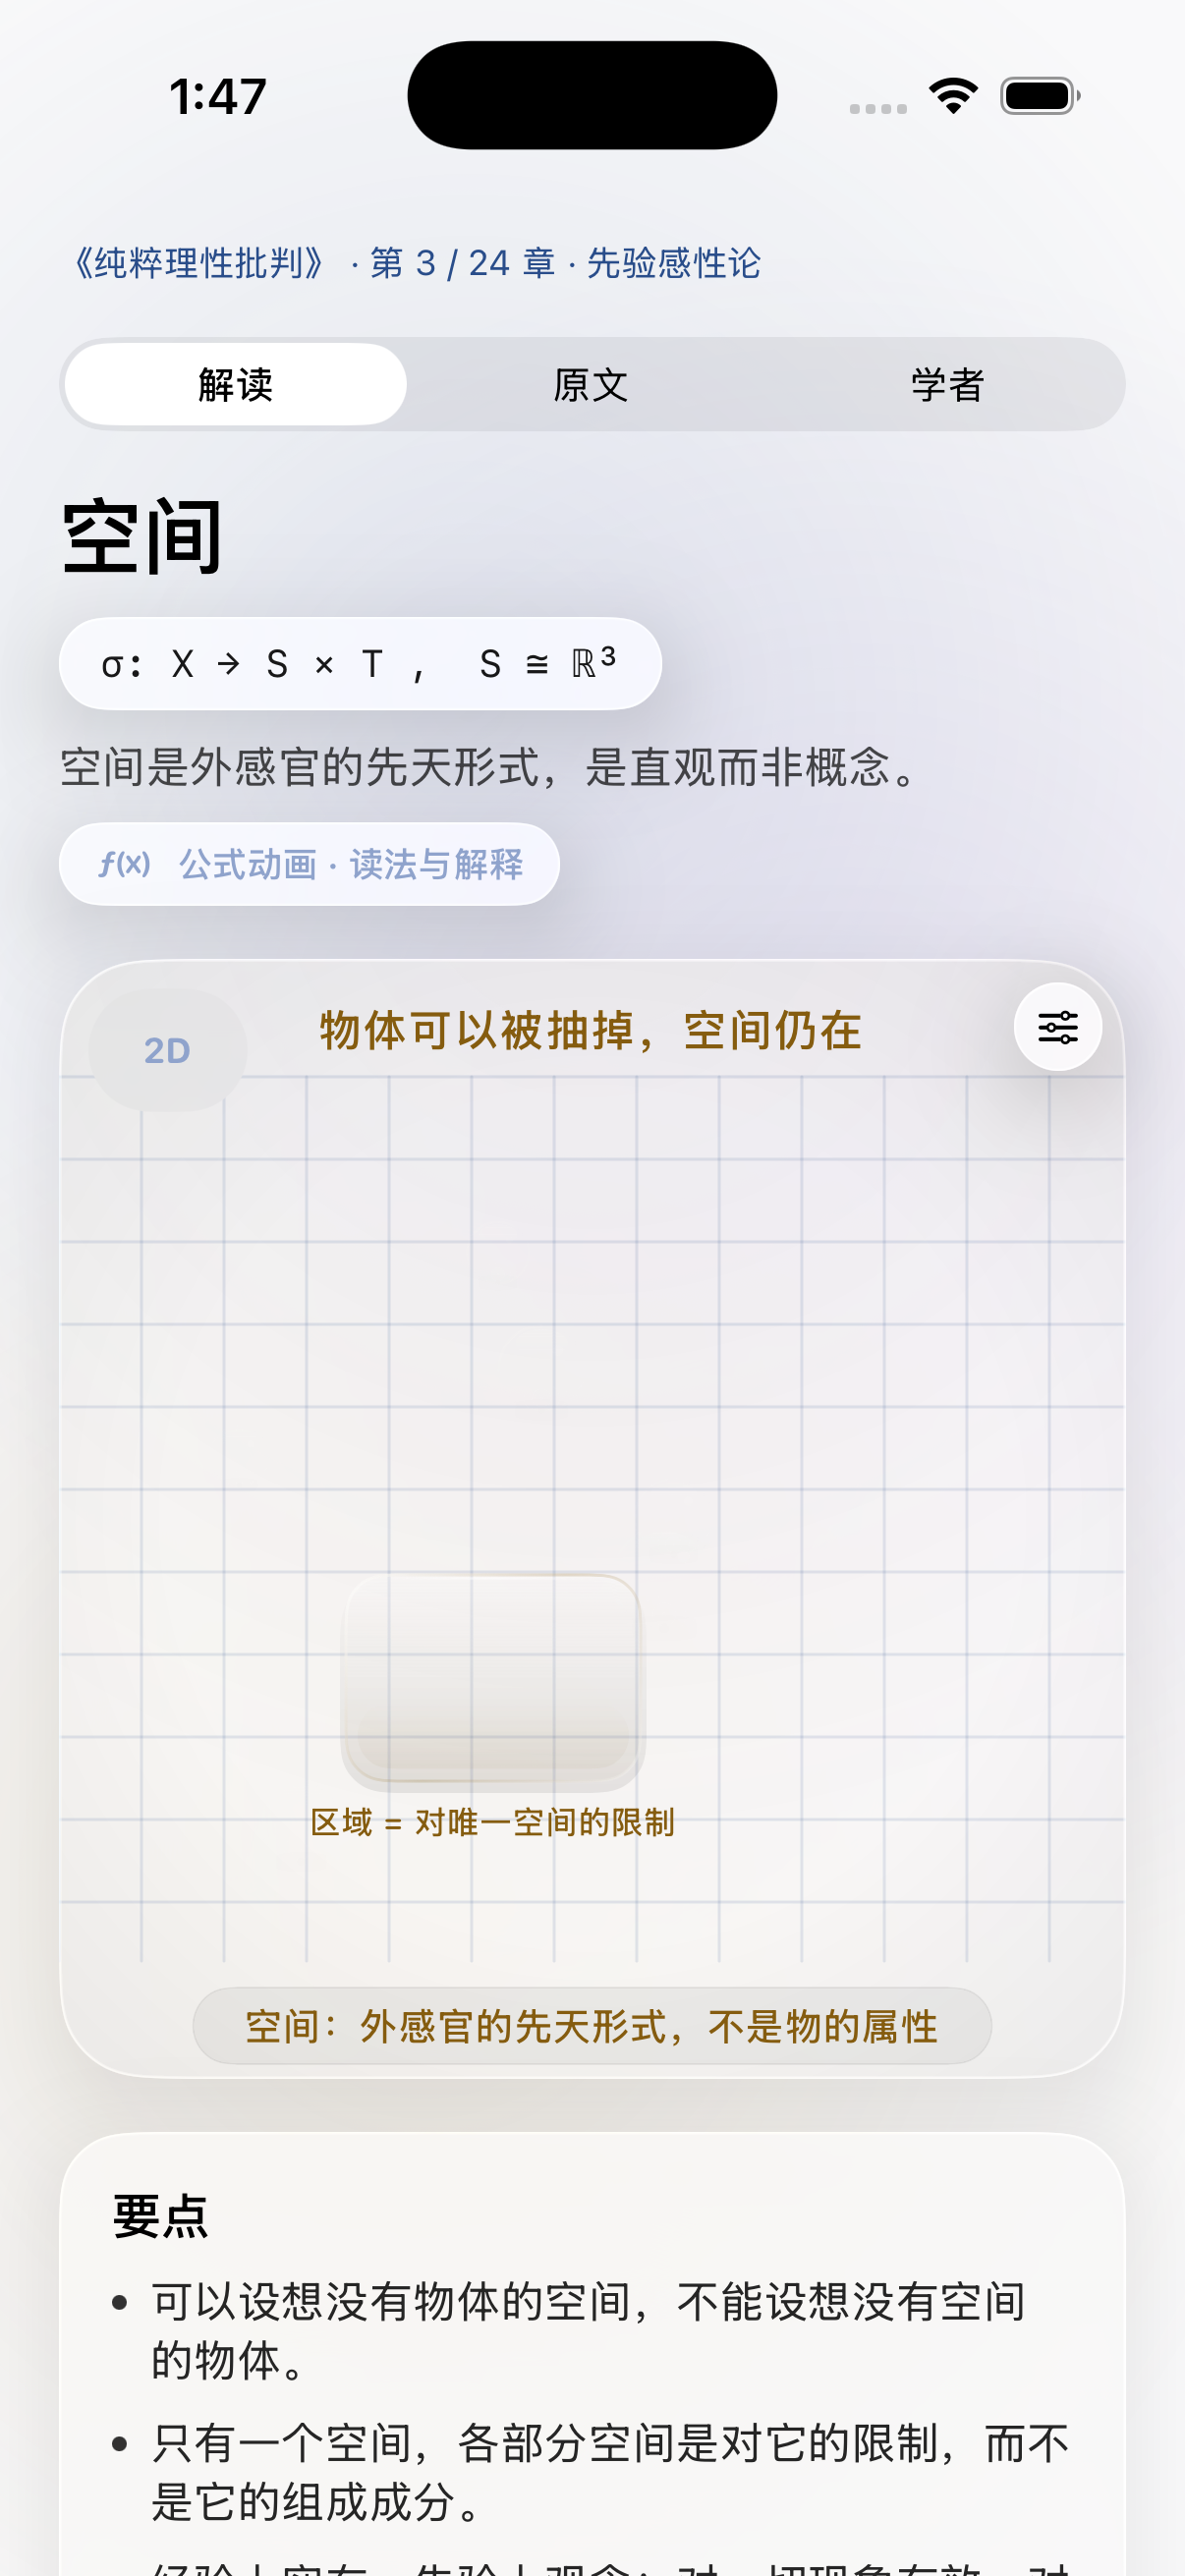 1:47
《纯粹理性批判》 · 第 3 / 24 章 · 先验感性论
解读 原文 学者
空间
σ: X → S × T , S ≅ ℝ³
空间是外感官的先天形式，是直观而非概念。
ƒ(x) 公式动画 · 读法与解释
2D 物体可以被抽掉，空间仍在
区域 = 对唯一空间的限制
空间：外感官的先天形式，不是物的属性
要点
• 可以设想没有物体的空间，不能设想没有空间
的物体。
• 只有一个空间，各部分空间是对它的限制，而不
是它的组成成分。